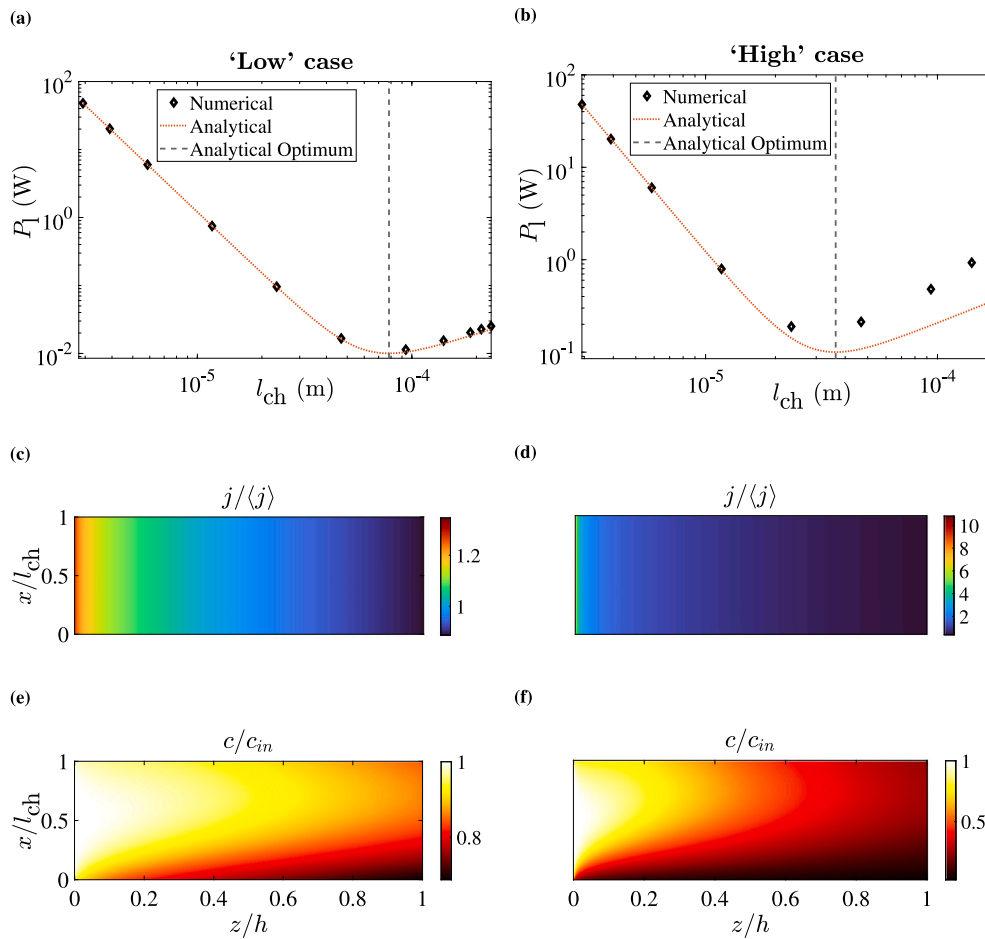 (a)
'Low' case
Numerical
Analytical
Analytical Optimum
P_l (W)
10^2
10^0
10^-2
10^-5
10^-4
l_ch (m)
(b)
'High' case
Numerical
Analytical
Analytical Optimum
P_l (W)
10^2
10^1
10^0
10^-1
10^-5
10^-4
l_ch (m)
(c)
j/⟨j⟩
x/l_ch
1
0.5
0
1.2
1
(d)
j/⟨j⟩
10
8
6
4
2
(e)
c/c_in
x/l_ch
1
0.5
0
0
0.2
0.4
0.6
0.8
1
z/h
1
0.8
(f)
c/c_in
0
0.2
0.4
0.6
0.8
1
z/h
1
0.5